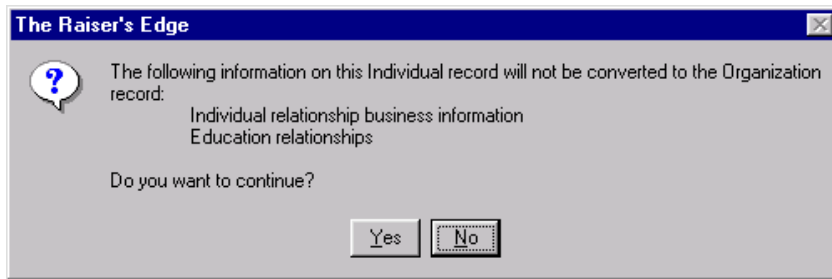 The Raiser's Edge
The following information on this Individual record will not be converted to the Organization
record:
Individual relationship business information
Education relationships
Do you want to continue?
Yes
No